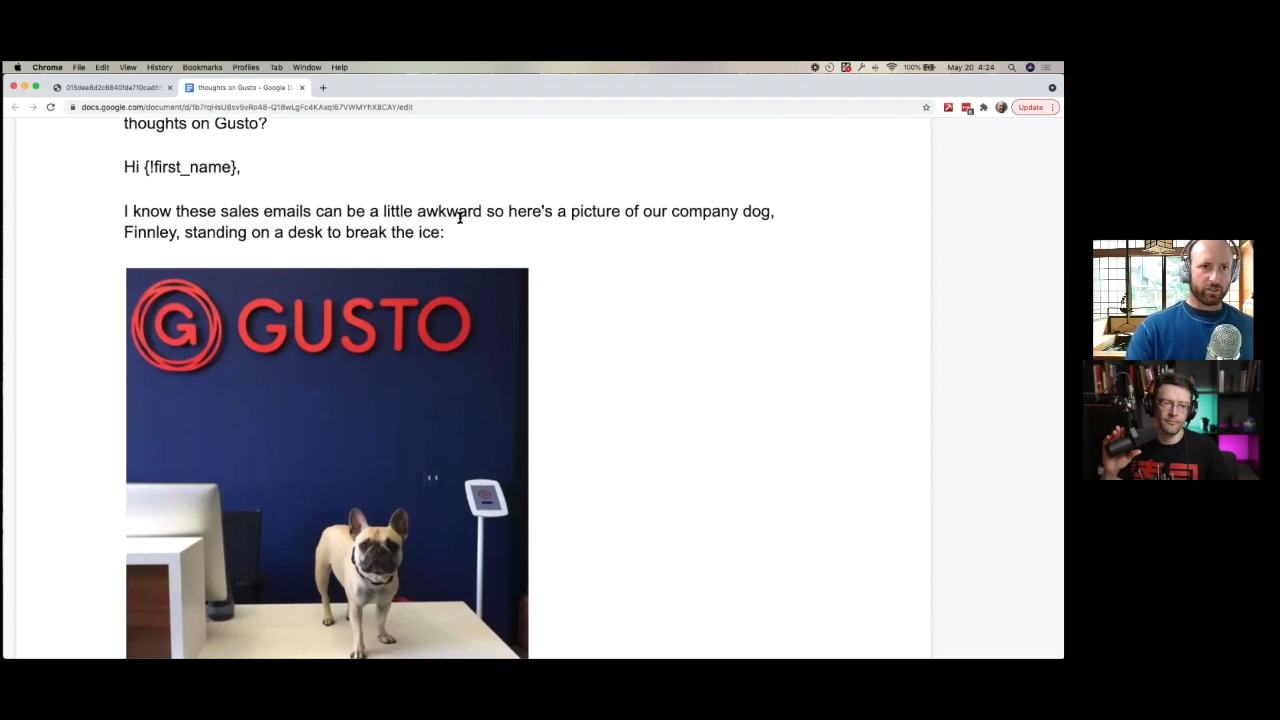 Chrome File Edit View History Bookmarks Profiles Tab Window Help
100%
May 20 4:24
thoughts on Gusto - Google D
Update
thoughts on Gusto?
Hi {!first_name},
I know these sales emails can be a little awkward so here's a picture of our company dog,
Finnley, standing on a desk to break the ice:
G GUSTO